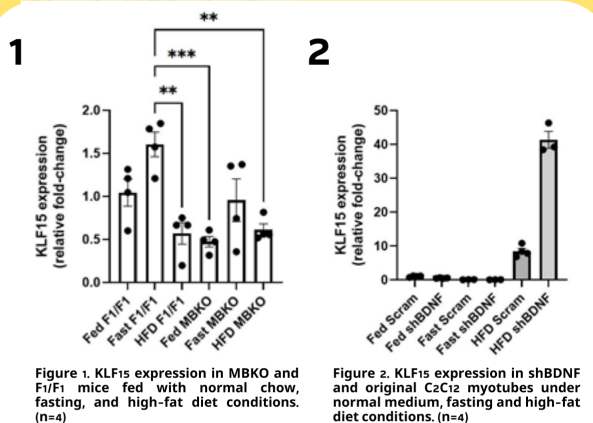 1
**
***
**
KLF15 expression
(relative fold-change)
2.0
1.5
1.0
0.5
0.0
Fed F1/F1
Fast F1/F1
HFD F1/F1
Fed MBKO
Fast MBKO
HFD MBKO
Figure 1. KLF15 expression in MBKO and
F1/F1 mice fed with normal chow,
fasting, and high-fat diet conditions.
(n=4)
2
KLF15 expression
(relative fold-change)
50
40
30
20
10
0
Fed Scram
Fed shBDNF
Fast Scram
Fast shBDNF
HFD Scram
HFD shBDNF
Figure 2. KLF15 expression in shBDNF
and original C2C12 myotubes under
normal medium, fasting and high-fat
diet conditions. (n=4)